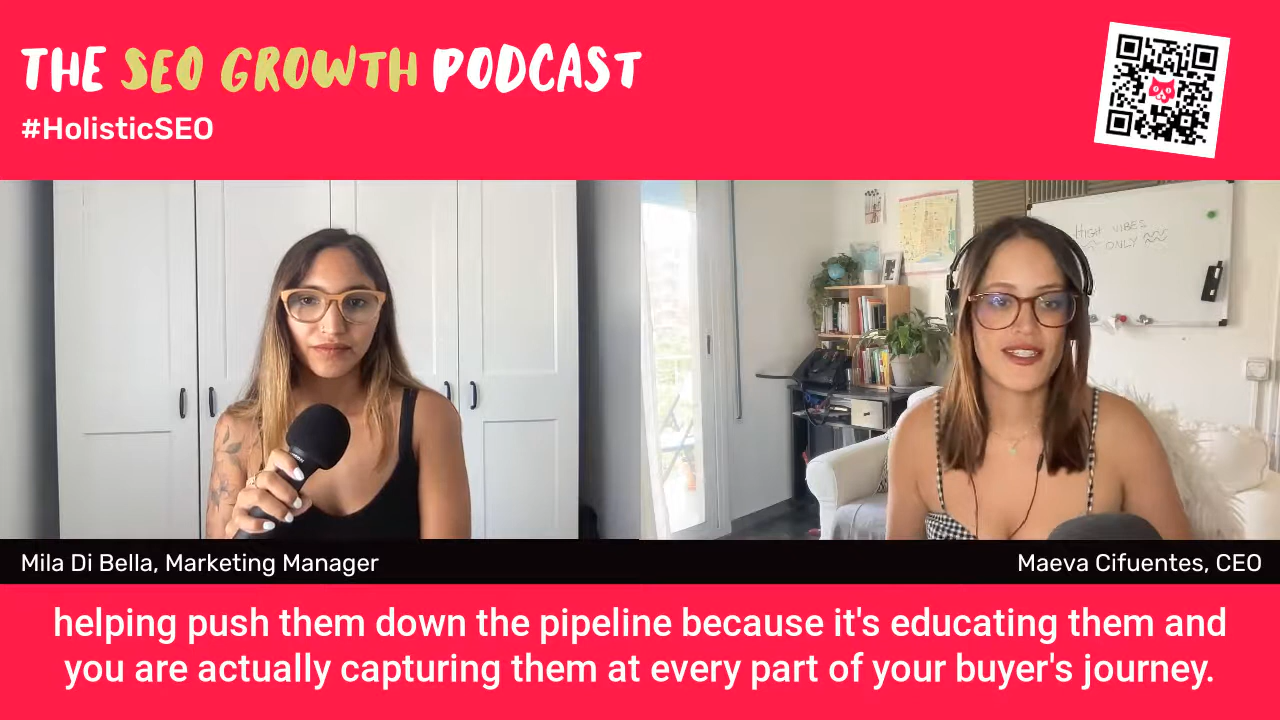 THE SEO GROWTH PODCAST
#HolisticSEO
HIGH VIBES
ONLY
Mila Di Bella, Marketing Manager
Maeva Cifuentes, CEO
helping push them down the pipeline because it's educating them and
you are actually capturing them at every part of your buyer's journey.